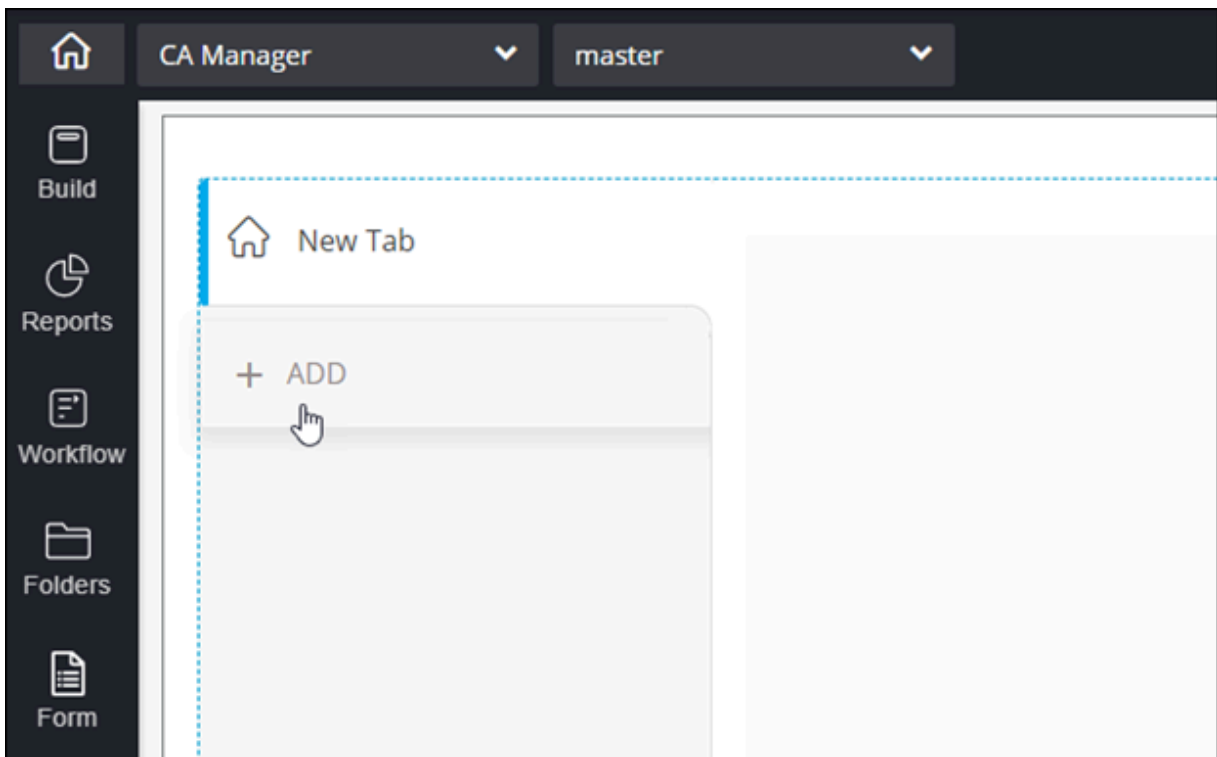 CA Manager
master
Build
New Tab
Reports
+ ADD
Workflow
Folders
Form